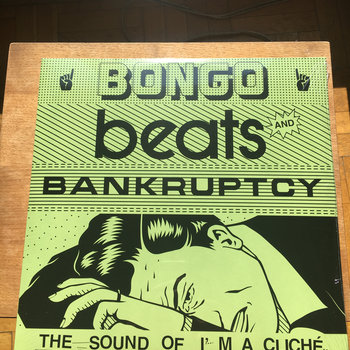 BONGO
beats AND
BANKRUPTCY
THE SOUND OF I'M A CLICHÉ